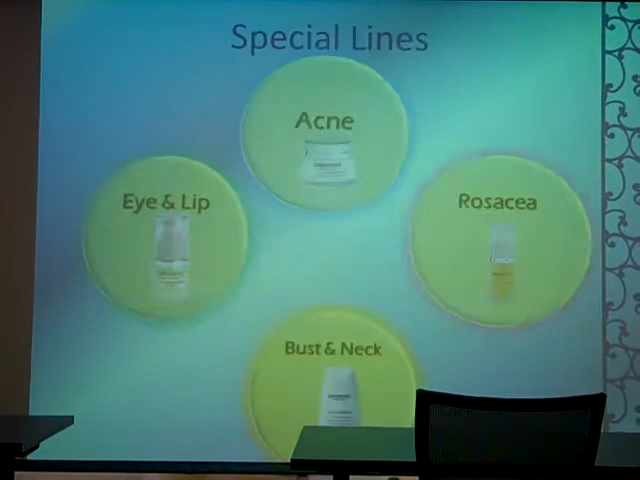 Special Lines
Acne
Eye & Lip
Rosacea
Bust & Neck